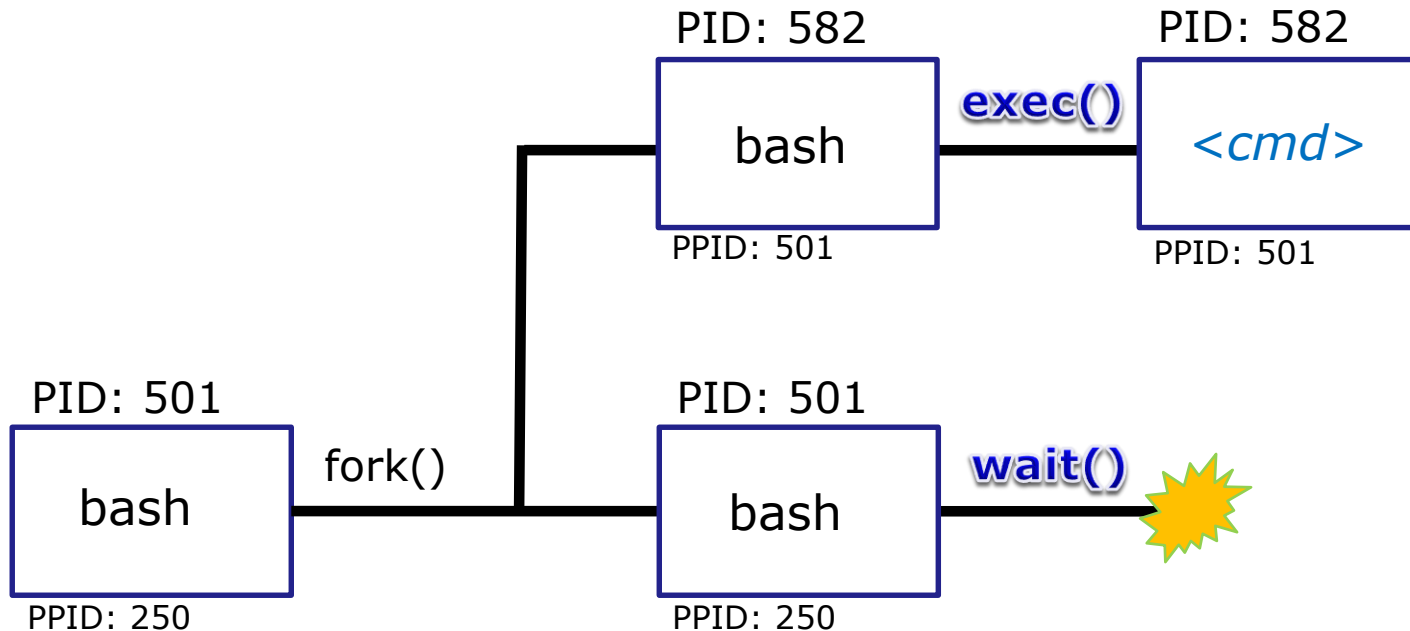 PID: 582
PID: 582
bash
exec()
<cmd>
PPID: 501
PPID: 501
PID: 501
PID: 501
bash
fork()
bash
wait()
PPID: 250
PPID: 250